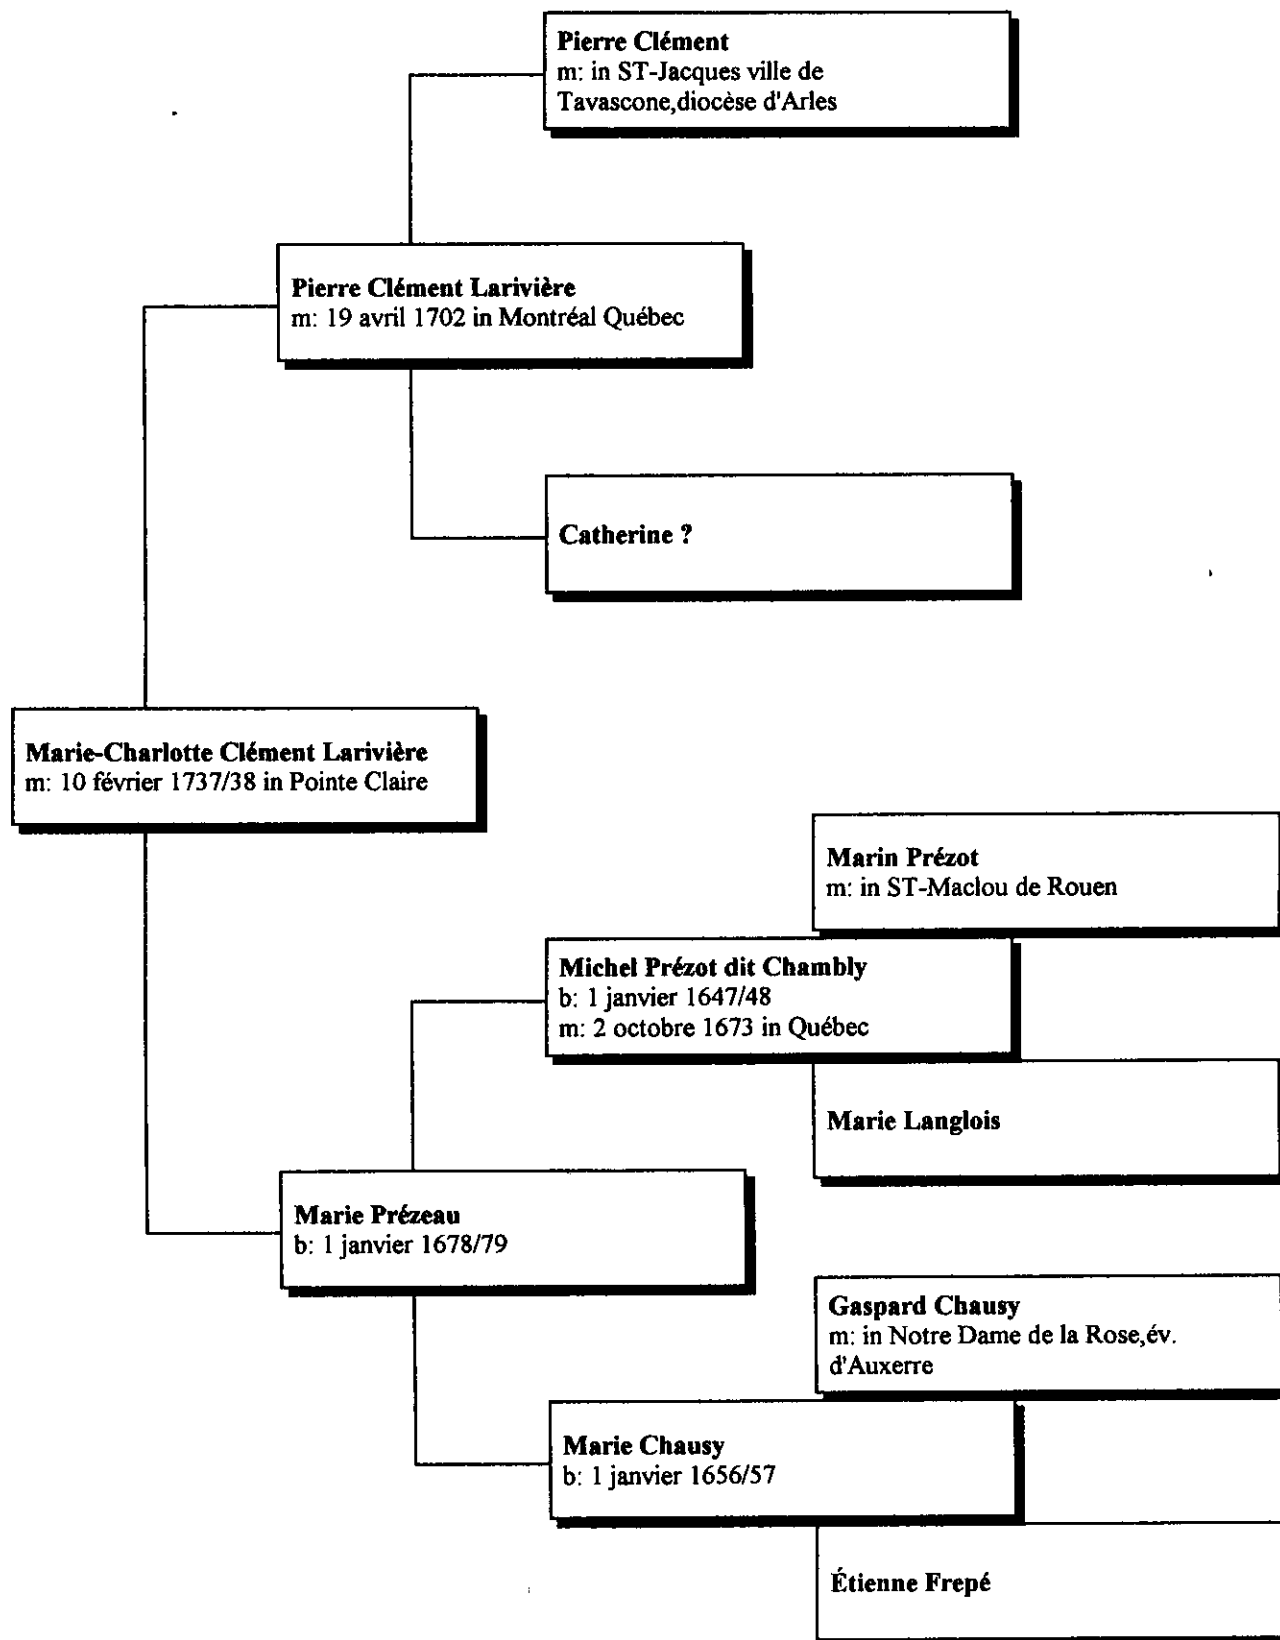 Pierre Clément
m: in ST-Jacques ville de
Tavascone,diocèse d'Arles
Pierre Clément Larivière
m: 19 avril 1702 in Montréal Québec
Catherine ?
Marie-Charlotte Clément Larivière
m: 10 février 1737/38 in Pointe Claire
Marin Prézot
m: in ST-Maclou de Rouen
Michel Prézot dit Chambly
b: 1 janvier 1647/48
m: 2 octobre 1673 in Québec
Marie Langlois
Marie Prézeau
b: 1 janvier 1678/79
Gaspard Chausy
m: in Notre Dame de la Rose,év.
d'Auxerre
Marie Chausy
b: 1 janvier 1656/57
Étienne Frepé